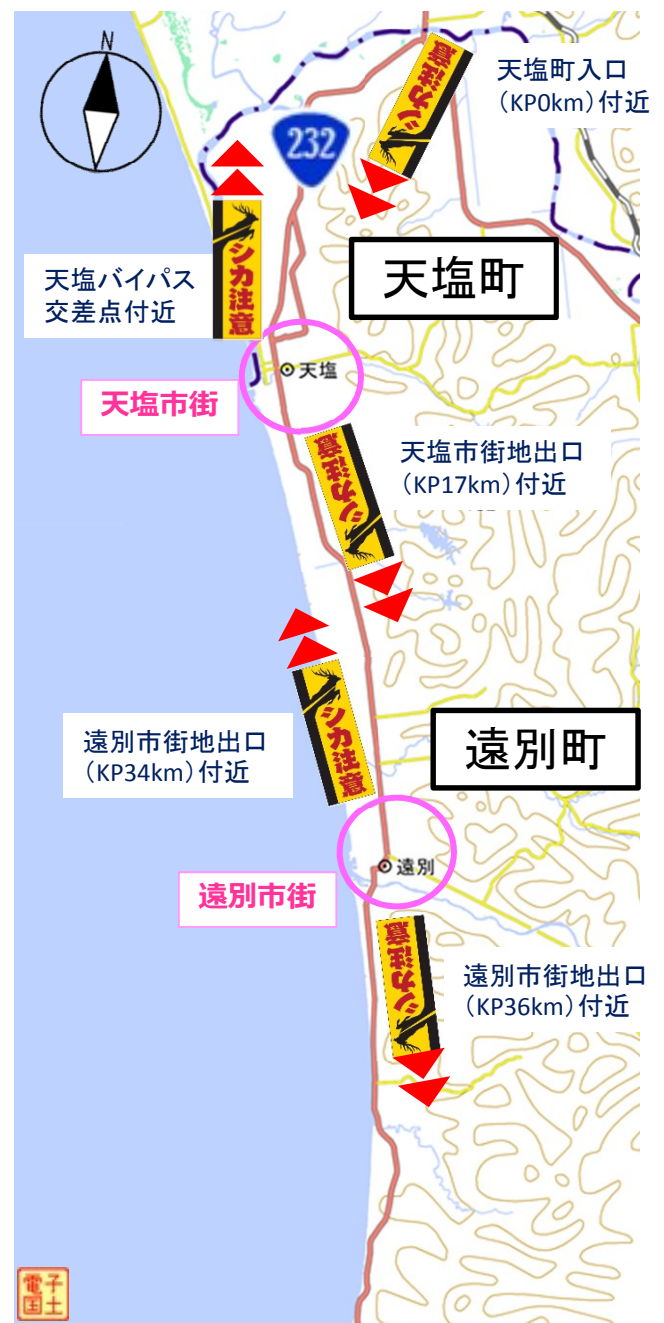 N
天塩町入口
（KP0km）付近
シカ注意
232
シカ注意
天塩町
天塩バイパス
交差点付近
天塩
天塩市街
シカ注意
天塩市街地出口
（KP17km）付近
シカ注意
遠別町
遠別市街地出口
（KP34km）付近
遠別
遠別市街
シカ注意
遠別市街地出口
（KP36km）付近
電子
国土